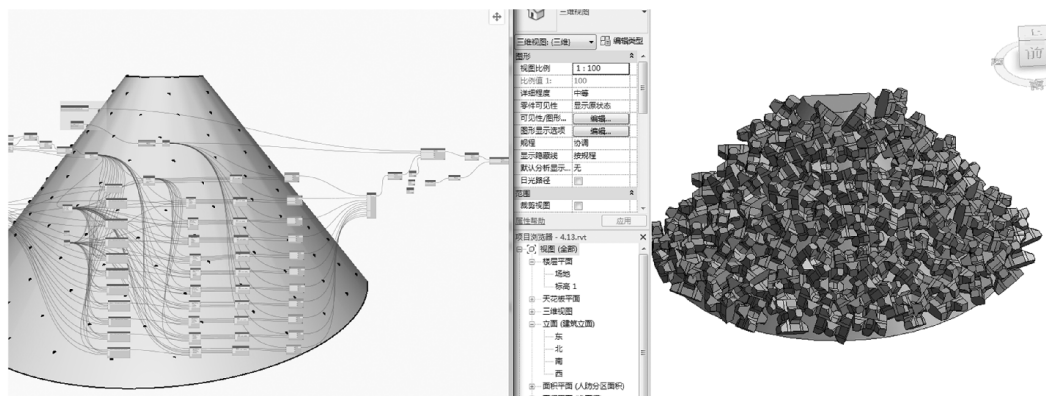 三维视图
三维视图: {三维}
编辑类型
图形
视图比例 1 : 100
比例值 1: 100
详细程度 中等
零件可见性 显示原状态
可见性/图形... 编辑...
图形显示选项 编辑...
规程 协调
显示隐藏线 按规程
默认分析显示... 无
日光路径
范围
裁剪视图
属性帮助 应用
项目浏览器 - 4.13.rvt
视图 (全部)
楼层平面
场地
标高 1
天花板平面
三维视图
立面 (建筑立面)
东
北
南
西
面积平面 (人防分区面积)
前